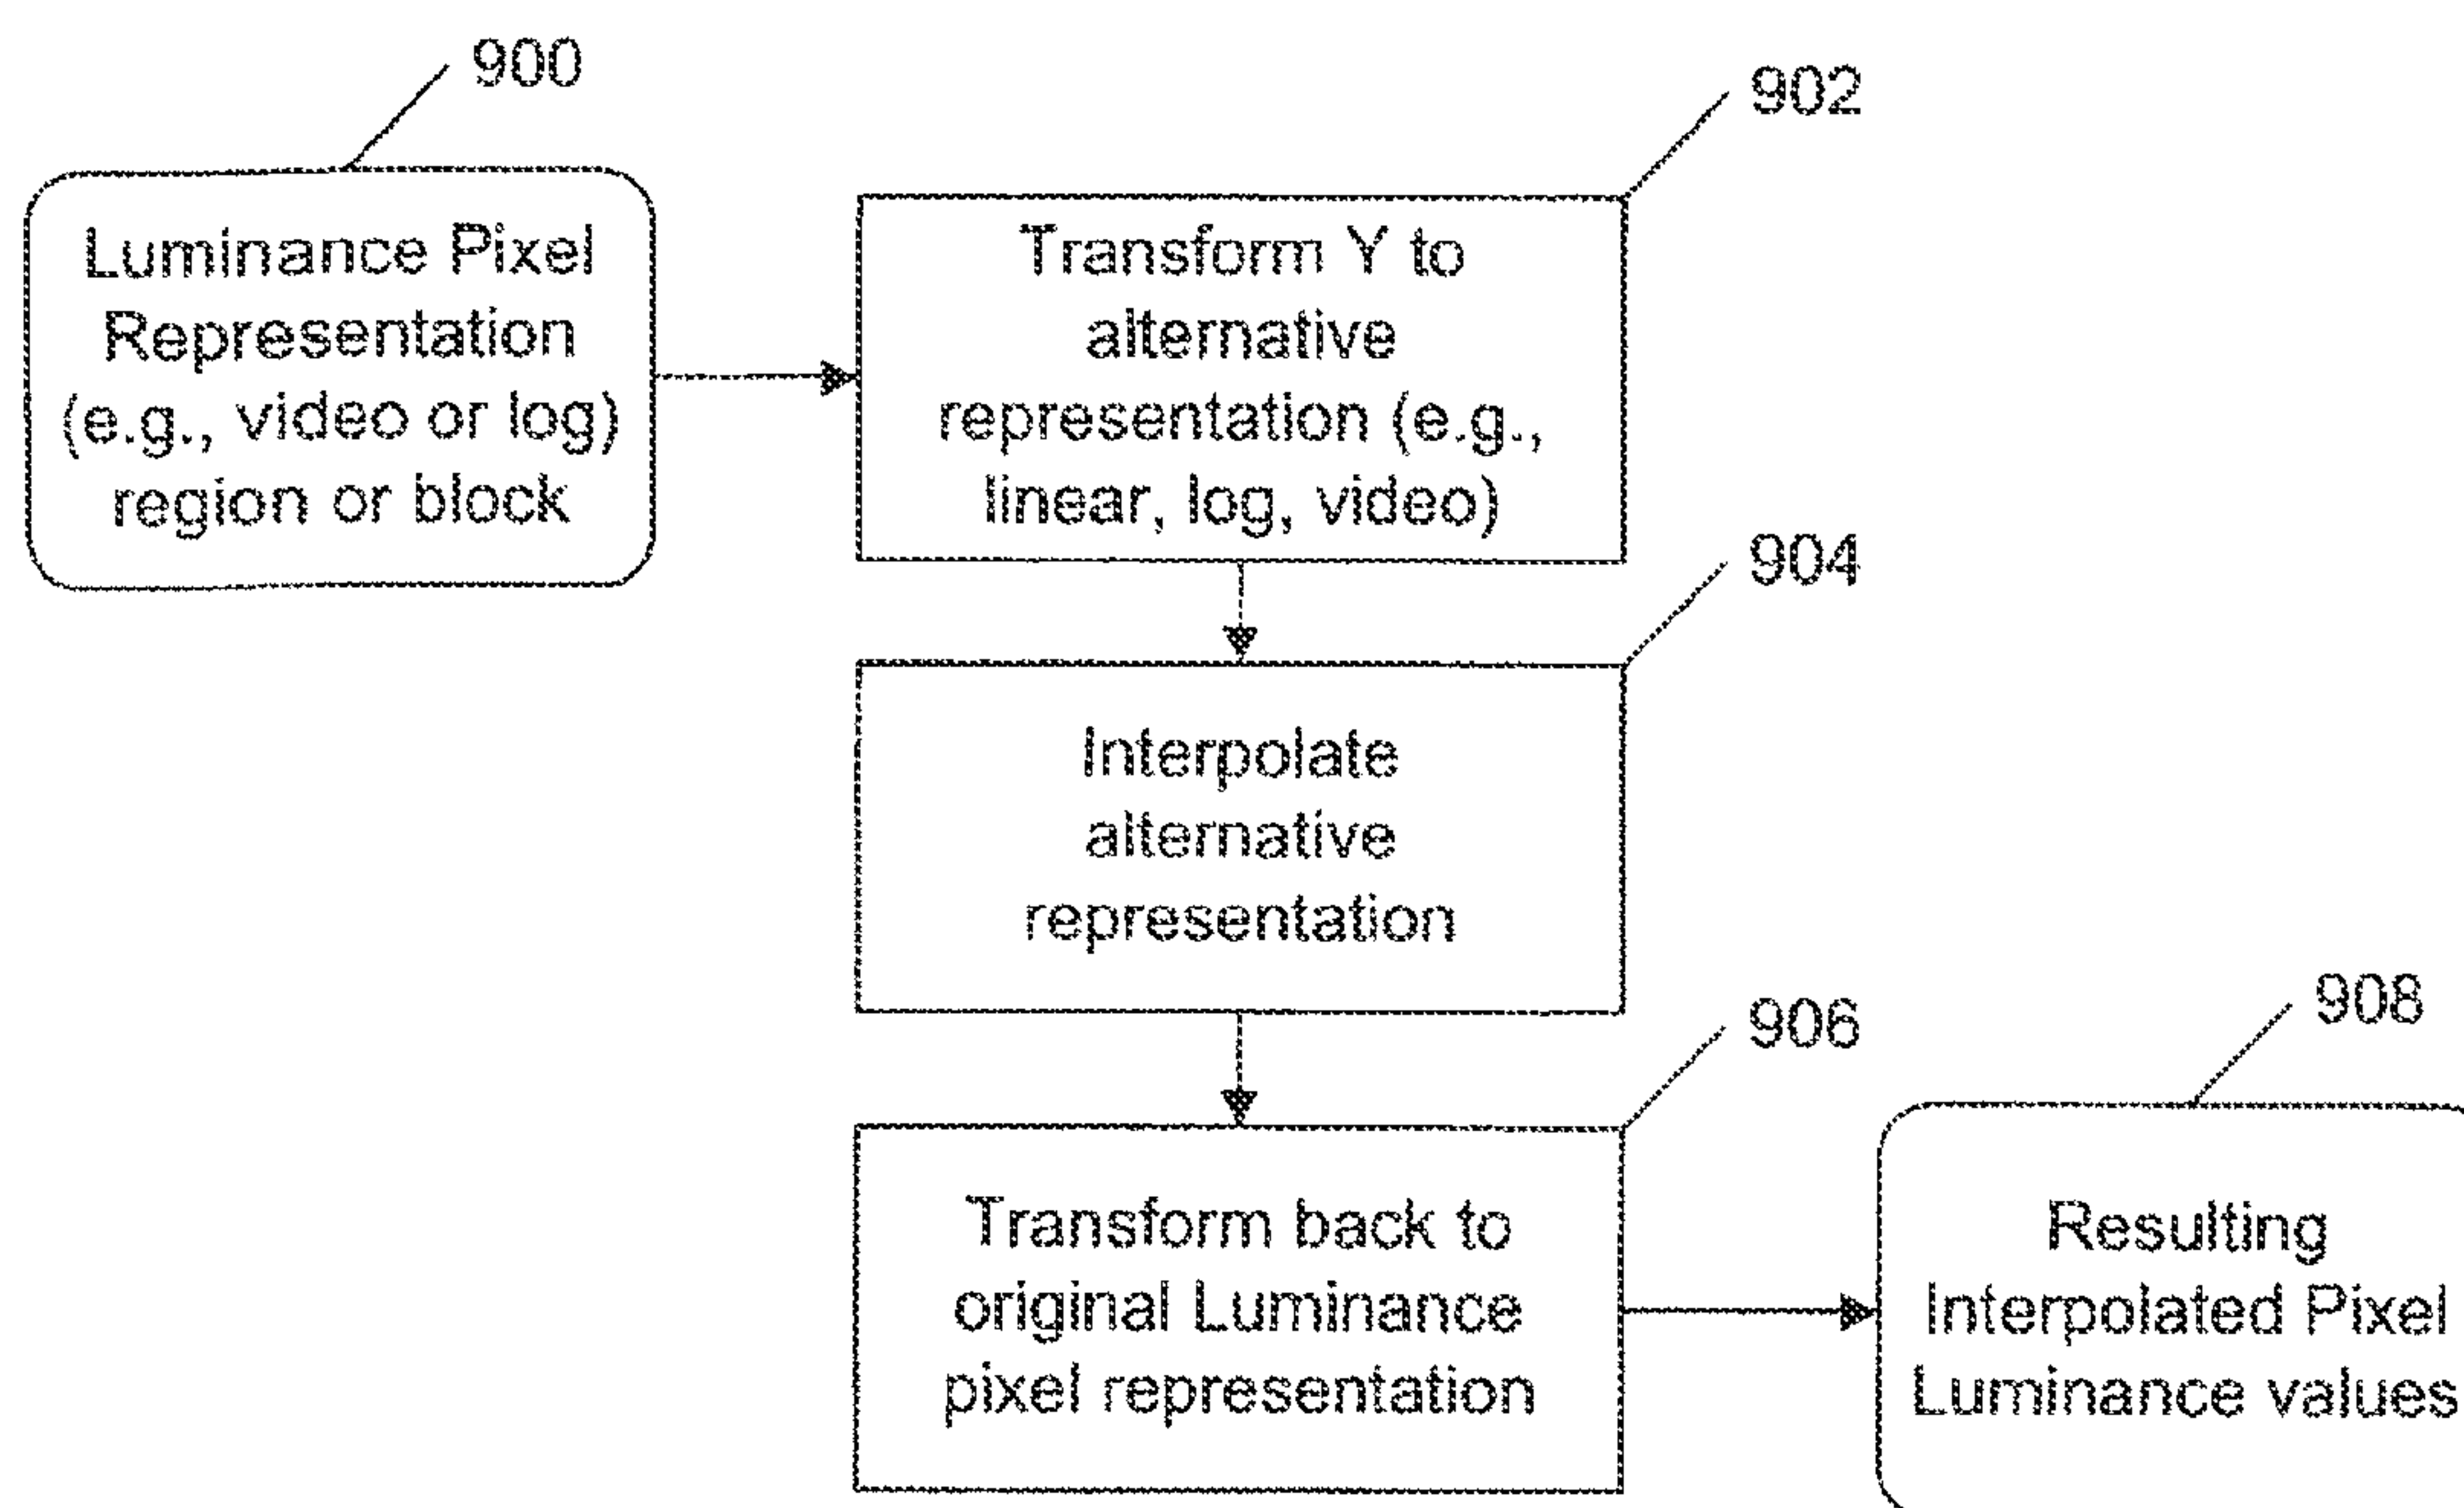 900
Luminance Pixel
Representation
(e.g., video or log)
region or block
902
Transform Y to
alternative
representation (e.g.,
linear, log, video)
904
Interpolate
alternative
representation
906
Transform back to
original Luminance
pixel representation
908
Resulting
Interpolated Pixel
Luminance values